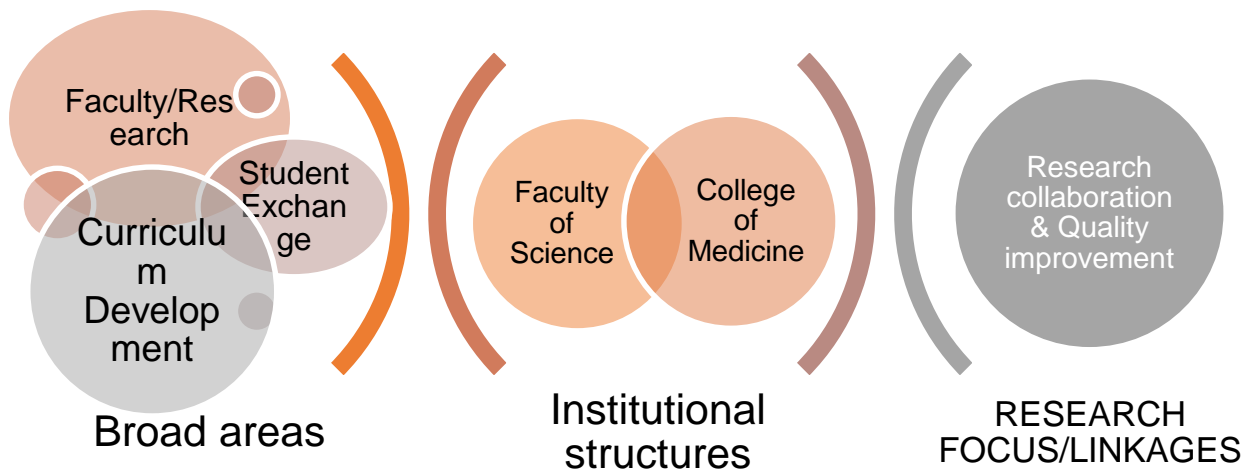 Faculty/Res
earch
Student
Exchan
ge
Curriculu
m
Develop
ment
Broad areas
Faculty
of
Science
College
of
Medicine
Institutional
structures
Research
collaboration
& Quality
improvement
RESEARCH
FOCUS/LINKAGES